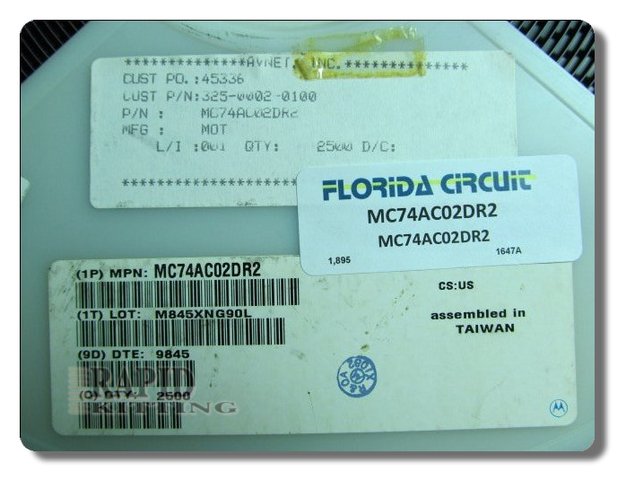 **************AVNET, INC.**************
CUST PO.:45336
CUST P/N:325-0002-0100
P/N : MC74AC02DR2
MFG : MOT
L/I :001 QTY: 2500 D/C:
FLORIDA CIRCUIT
MC74AC02DR2
MC74AC02DR2
1,895 1647A
(1P) MPN: MC74AC02DR2
CS:US
(1T) LOT: M845XNG90L
assembled in
TAIWAN
(9D) DTE: 9845
(Q) QTY: 2500
RAPID
KITTING